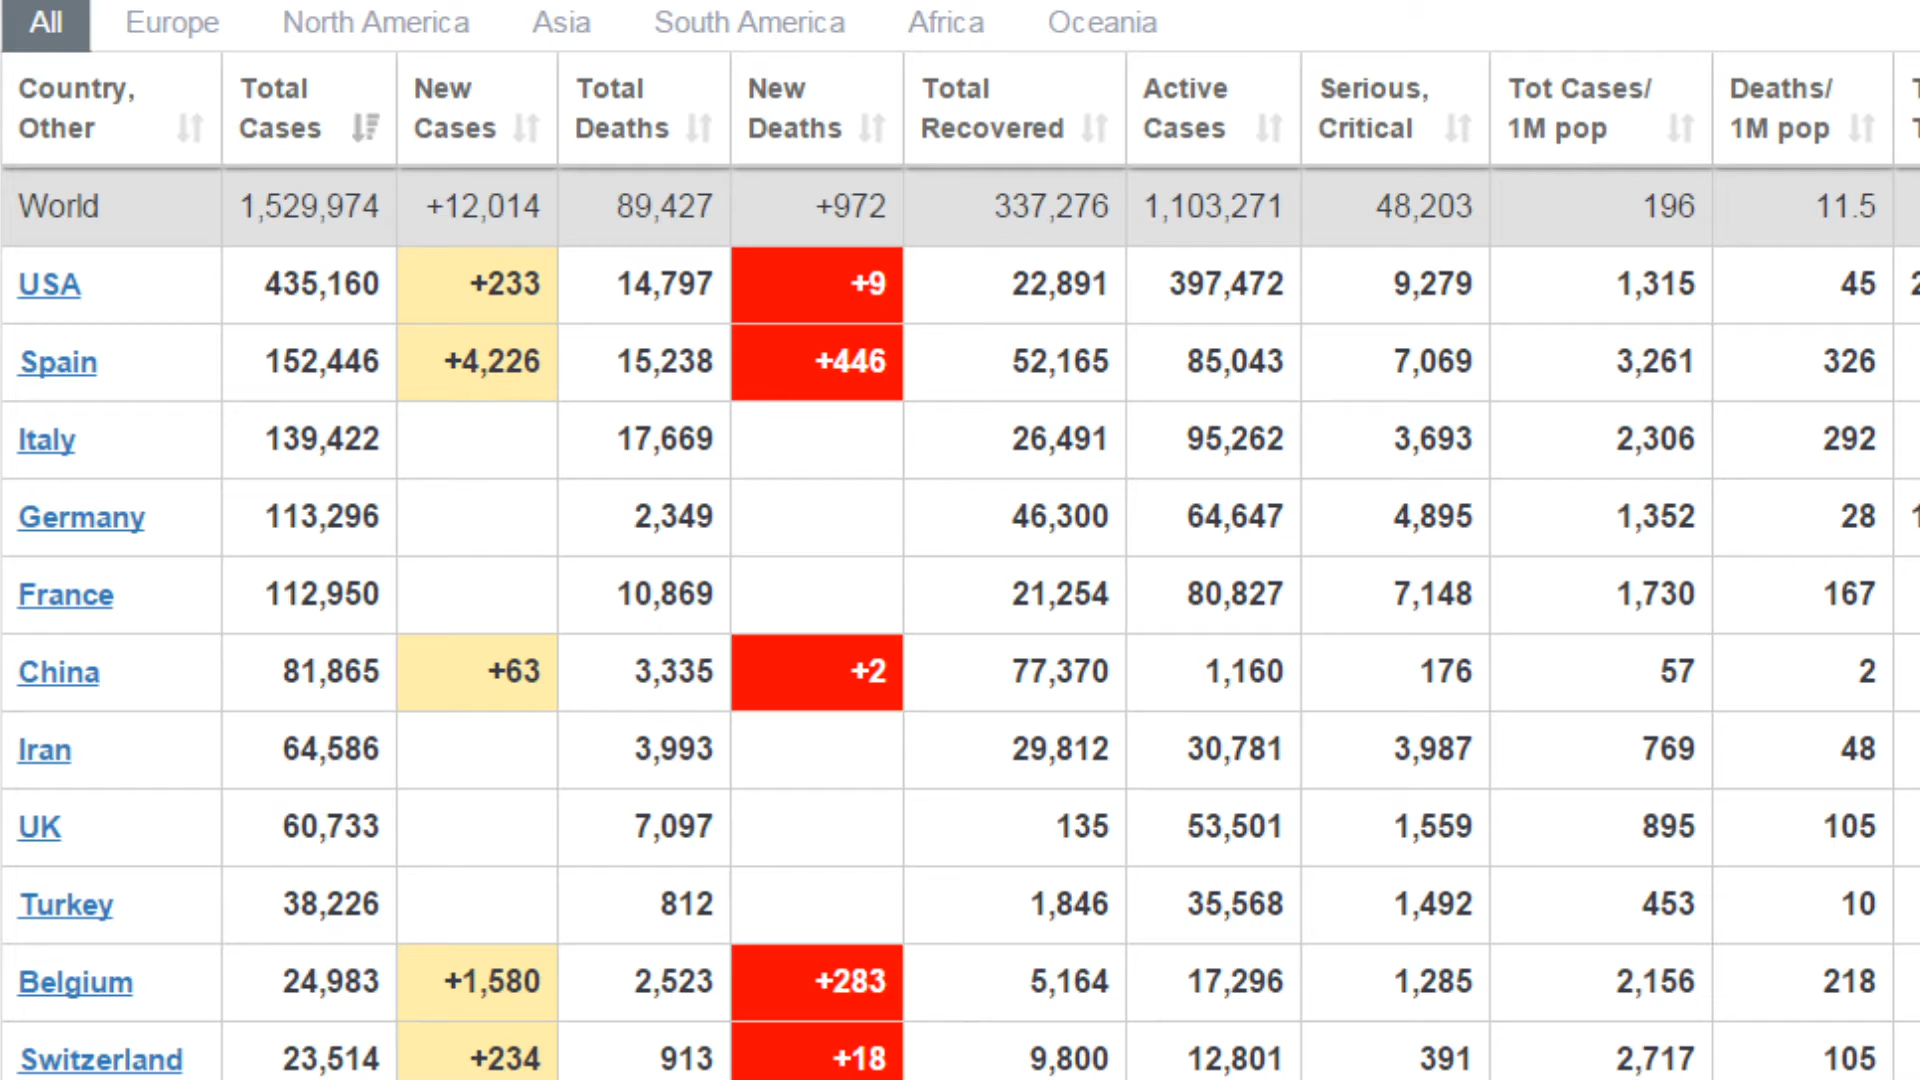 All Europe North America Asia South America Africa Oceania
Country, Total New Total New Total Active Serious, Tot Cases/ Deaths/
Other Cases Cases Deaths Deaths Recovered Cases Critical 1M pop 1M pop
World 1,529,974 +12,014 89,427 +972 337,276 1,103,271 48,203 196 11.5
USA 435,160 +233 14,797 +9 22,891 397,472 9,279 1,315 45
Spain 152,446 +4,226 15,238 +446 52,165 85,043 7,069 3,261 326
Italy 139,422 17,669 26,491 95,262 3,693 2,306 292
Germany 113,296 2,349 46,300 64,647 4,895 1,352 28
France 112,950 10,869 21,254 80,827 7,148 1,730 167
China 81,865 +63 3,335 +2 77,370 1,160 176 57 2
Iran 64,586 3,993 29,812 30,781 3,987 769 48
UK 60,733 7,097 135 53,501 1,559 895 105
Turkey 38,226 812 1,846 35,568 1,492 453 10
Belgium 24,983 +1,580 2,523 +283 5,164 17,296 1,285 2,156 218
Switzerland 23,514 +234 913 +18 9,800 12,801 391 2,717 105